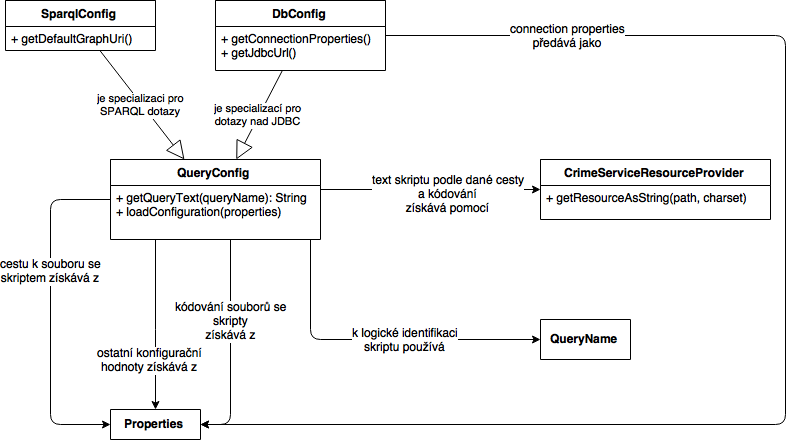 SparqlConfig
+ getDefaultGraphUri()
DbConfig
+ getConnectionProperties()
+ getJdbcUrl()
connection properties
předává jako
je specializaci pro
SPARQL dotazy
je specializací pro
dotazy nad JDBC
QueryConfig
+ getQueryText(queryName): String
+ loadConfiguration(properties)
text skriptu podle dané cesty
a kódování
získává pomocí
CrimeServiceResourceProvider
+ getResourceAsString(path, charset)
cestu k souboru se
skriptem získává z
kódování souborů se
skripty
získává z
k logické identifikaci
skriptu používá
QueryName
ostatní konfigurační
hodnoty získává z
Properties